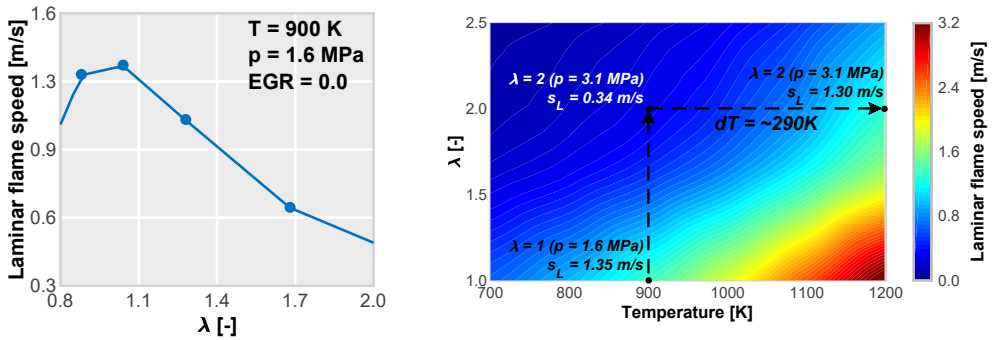 1.6
1.3
0.9
0.6
0.3
Laminar flame speed [m/s]
T = 900 K
p = 1.6 MPa
EGR = 0.0
0.8
1.1
1.4
1.7
2.0
λ [-]
2.5
2.0
1.5
1.0
λ [-]
λ = 2 (p = 3.1 MPa)
s_L = 0.34 m/s
λ = 2 (p = 3.1 MPa)
s_L = 1.30 m/s
dT = ~290K
λ = 1 (p = 1.6 MPa)
s_L = 1.35 m/s
700
800
900
1000
1100
1200
Temperature [K]
3.2
2.4
1.6
0.8
0.0
Laminar flame speed [m/s]